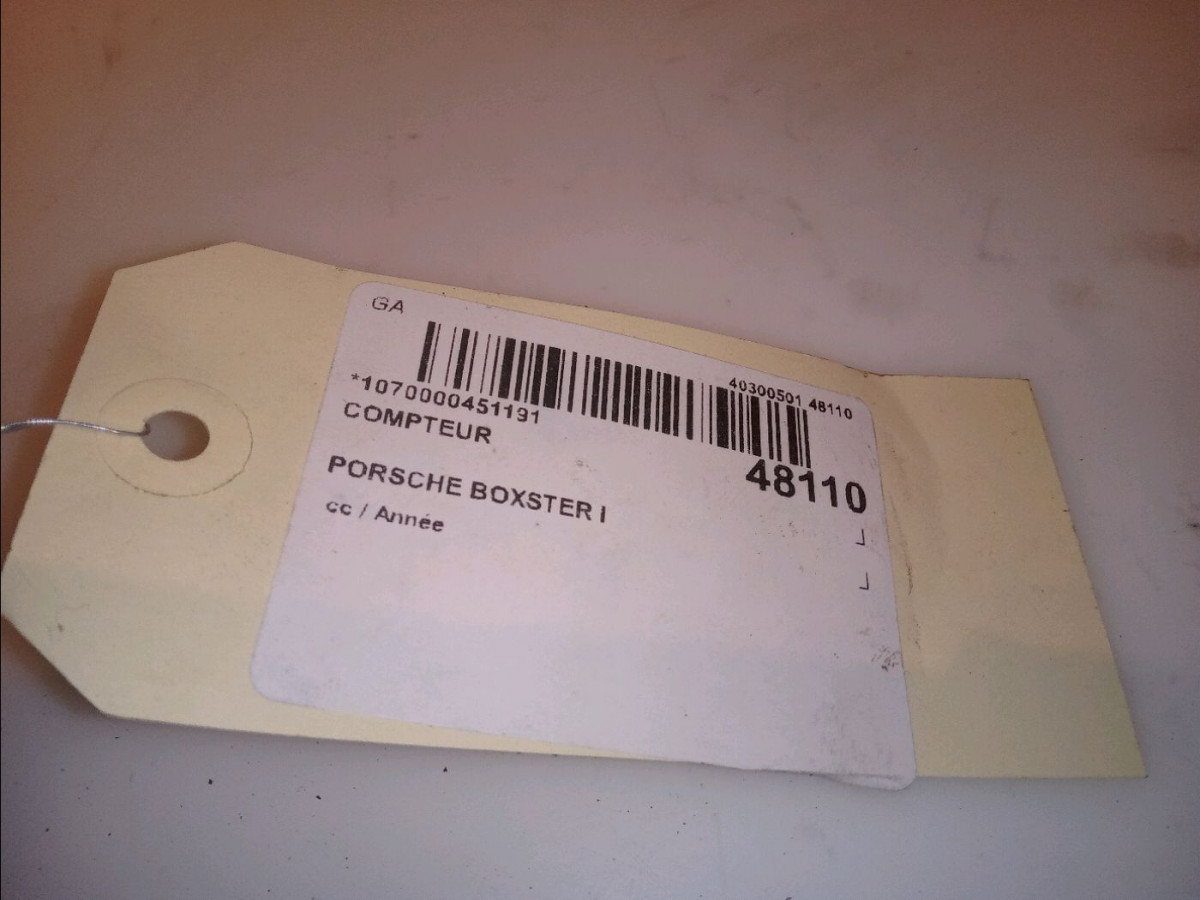 GA
40300501 48110
*1070000451191
COMPTEUR
48110
PORSCHE BOXSTER I
cc / Année